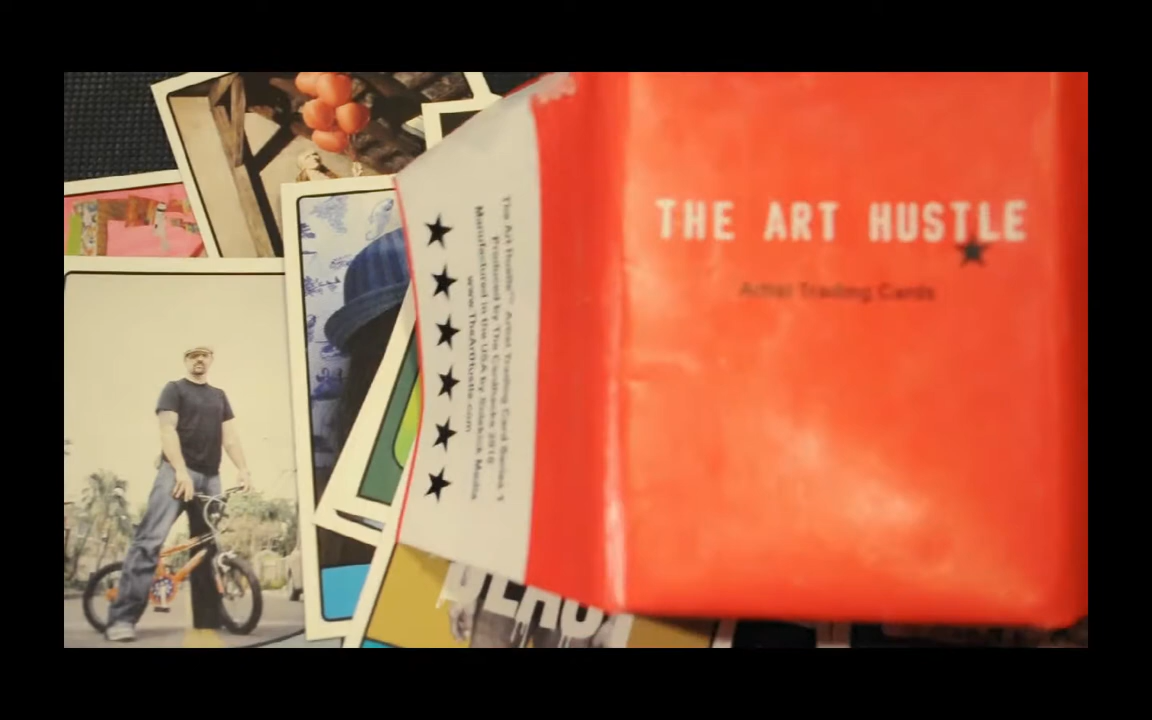 THE ART HUSTLE
Artist Trading Cards
The Art Hustle™ Artist Trading Card Series 1
Produced by The Cardhacks 2010
Manufactured in the USA by Sidekick Media
www.TheArtHustle.com